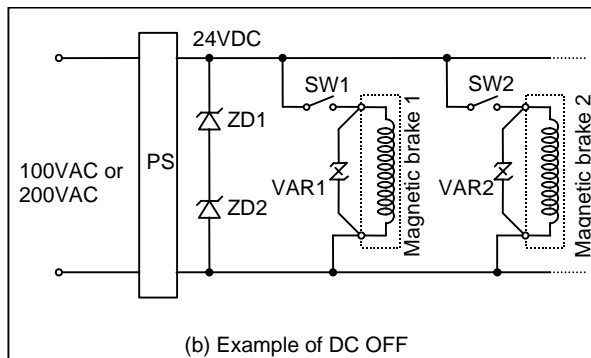 24VDC
SW1
SW2
ZD1
100VAC or
200VAC
PS
VAR1
Magnetic brake 1
VAR2
Magnetic brake 2
ZD2
(b) Example of DC OFF